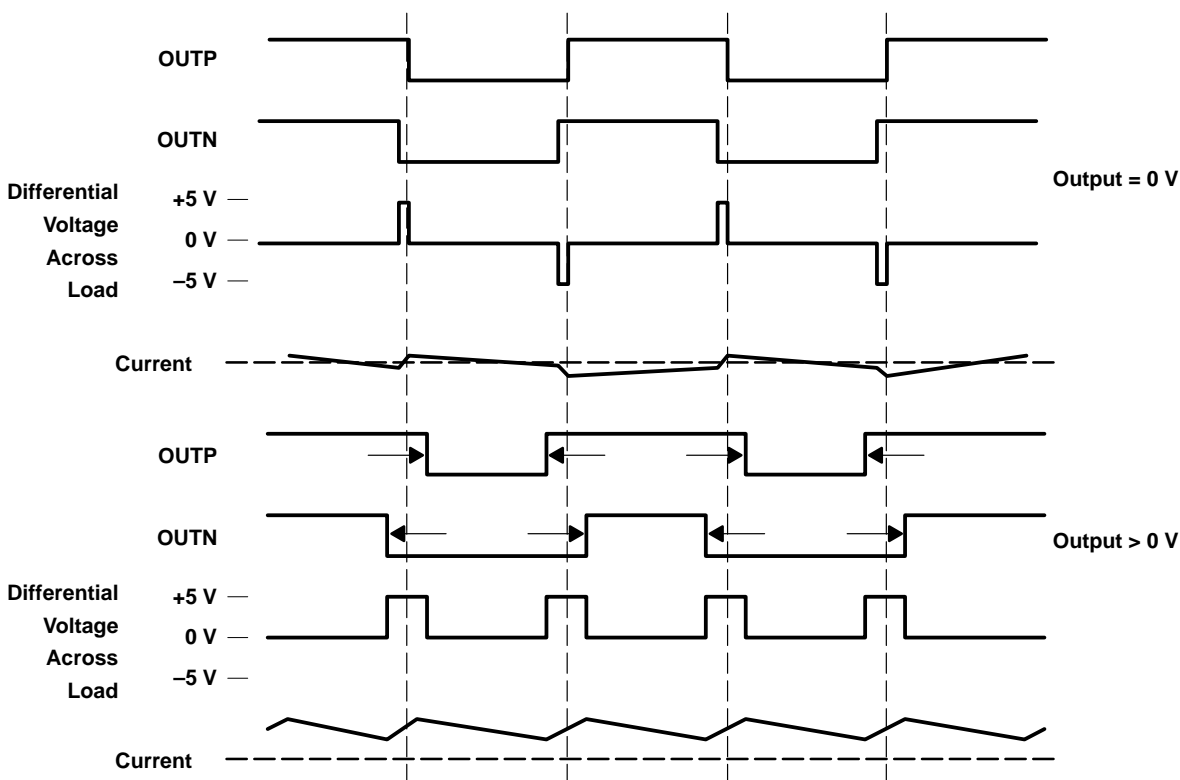 OUTP
OUTN
Output = 0 V
Differential
Voltage
Across
Load
+5 V
0 V
–5 V
Current
OUTP
OUTN
Output > 0 V
Differential
Voltage
Across
Load
+5 V
0 V
–5 V
Current